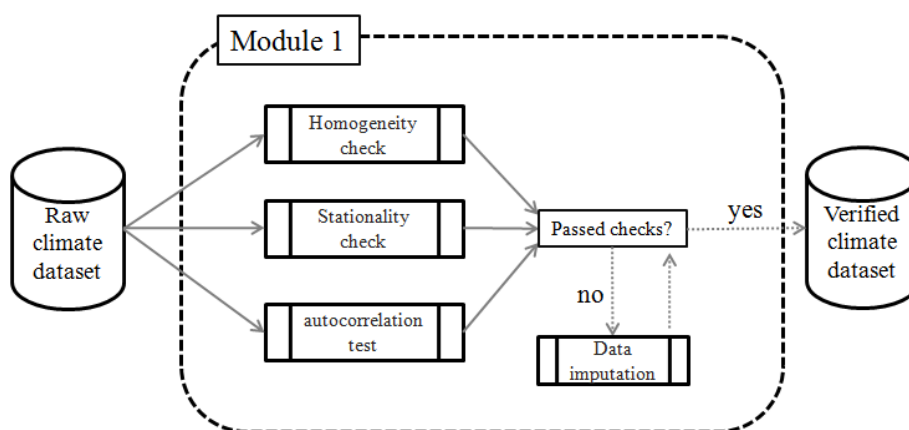 Module 1
Raw
climate
dataset
Homogeneity
check
Stationality
check
autocorrelation
test
Passed checks?
yes
no
Data
imputation
Verified
climate
dataset